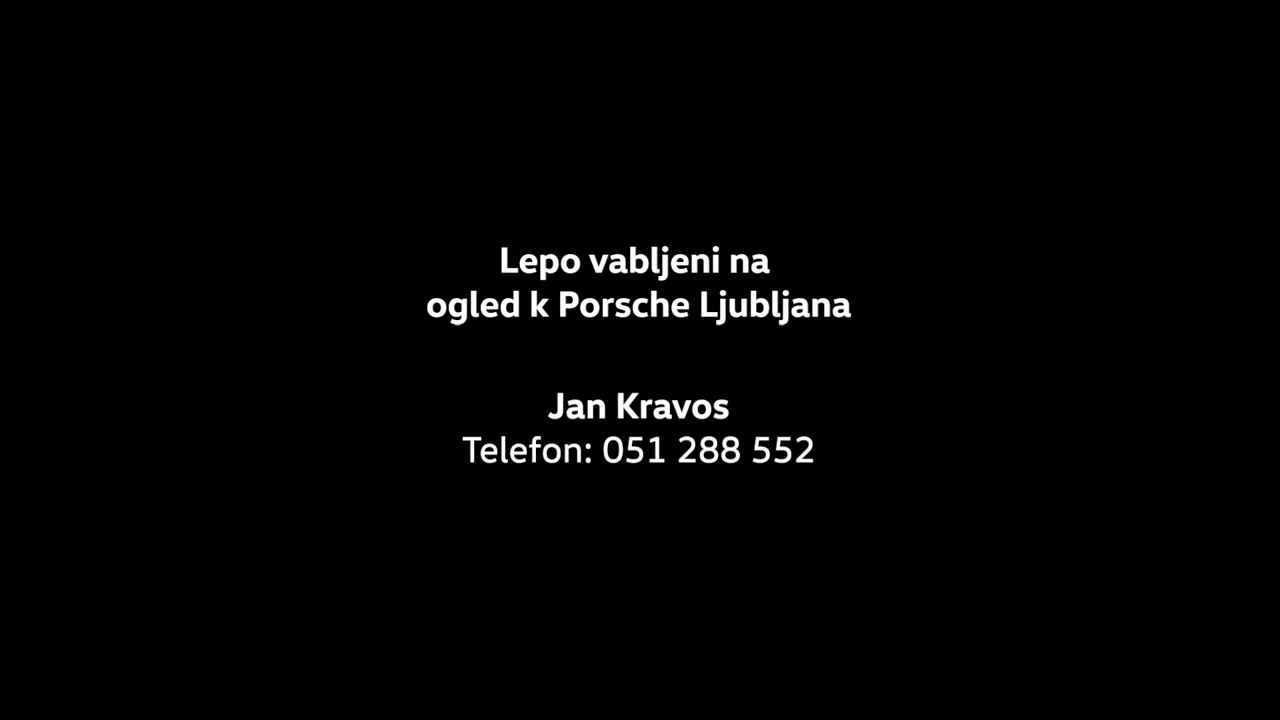 Lepo vabljeni na
ogled k Porsche Ljubljana
Jan Kravos
Telefon: 051 288 552